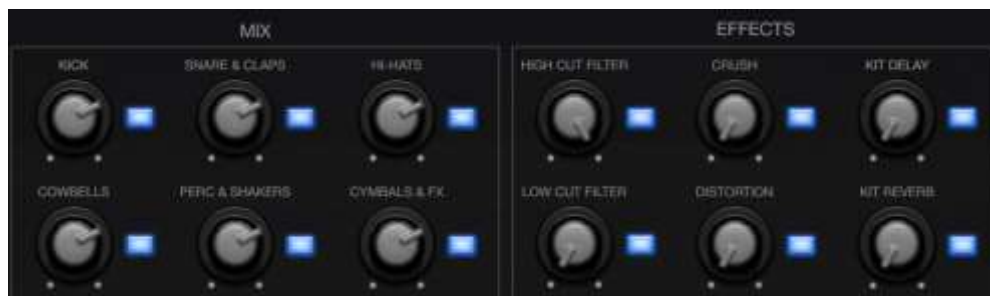 MIX
KICK SNARE & CLAPS HI-HATS
COWBELLS PERC & SHAKERS CYMBALS & FX
EFFECTS
HIGH CUT FILTER CRUSH KIT DELAY
LOW CUT FILTER DISTORTION KIT REVERB